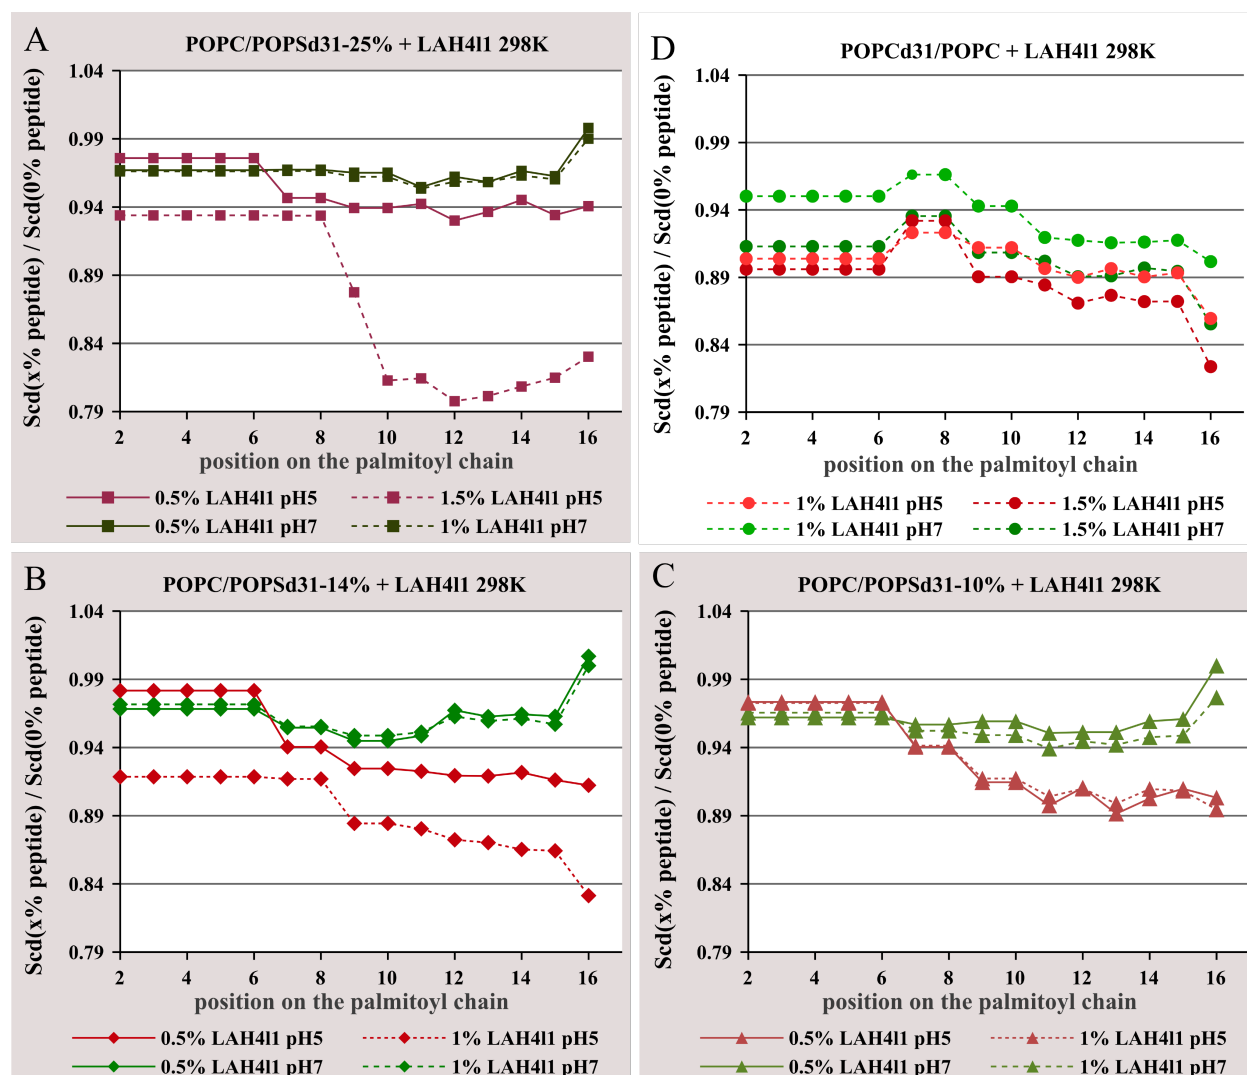 A
POPC/POPSd31-25% + LAH4l1 298K
Scd(x% peptide) / Scd(0% peptide)
1.04
0.99
0.94
0.89
0.84
0.79
2 4 6 8 10 12 14 16
position on the palmitoyl chain
0.5% LAH4l1 pH5 1.5% LAH4l1 pH5
0.5% LAH4l1 pH7 1% LAH4l1 pH7
D
POPCd31/POPC + LAH4l1 298K
Scd(x% peptide) / Scd(0% peptide)
1.04
0.99
0.94
0.89
0.84
0.79
2 4 6 8 10 12 14 16
position on the palmitoyl chain
1% LAH4l1 pH5 1.5% LAH4l1 pH5
1% LAH4l1 pH7 1.5% LAH4l1 pH7
B
POPC/POPSd31-14% + LAH4l1 298K
Scd(x% peptide) / Scd(0% peptide)
1.04
0.99
0.94
0.89
0.84
0.79
2 4 6 8 10 12 14 16
position on the palmitoyl chain
0.5% LAH4l1 pH5 1% LAH4l1 pH5
0.5% LAH4l1 pH7 1% LAH4l1 pH7
C
POPC/POPSd31-10% + LAH4l1 298K
Scd(x% peptide) / Scd(0% peptide)
1.04
0.99
0.94
0.89
0.84
0.79
2 4 6 8 10 12 14 16
position on the palmitoyl chain
0.5% LAH4l1 pH5 1% LAH4l1 pH5
0.5% LAH4l1 pH7 1% LAH4l1 pH7